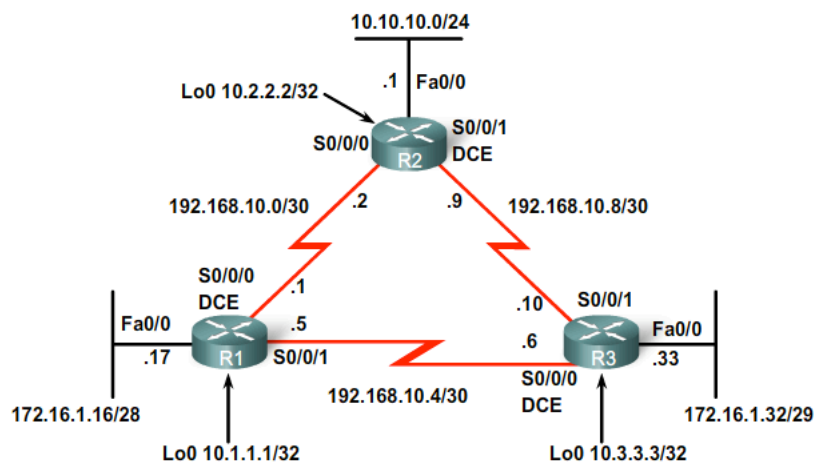 10.10.10.0/24
.1
Fa0/0
Lo0 10.2.2.2/32
S0/0/0
S0/0/1
DCE
R2
192.168.10.0/30
.2
.9
192.168.10.8/30
S0/0/0
DCE
.1
.10
S0/0/1
Fa0/0
.17
R1
.5
S0/0/1
.6
R3
Fa0/0
.33
S0/0/0
DCE
192.168.10.4/30
172.16.1.16/28
172.16.1.32/29
Lo0 10.1.1.1/32
Lo0 10.3.3.3/32